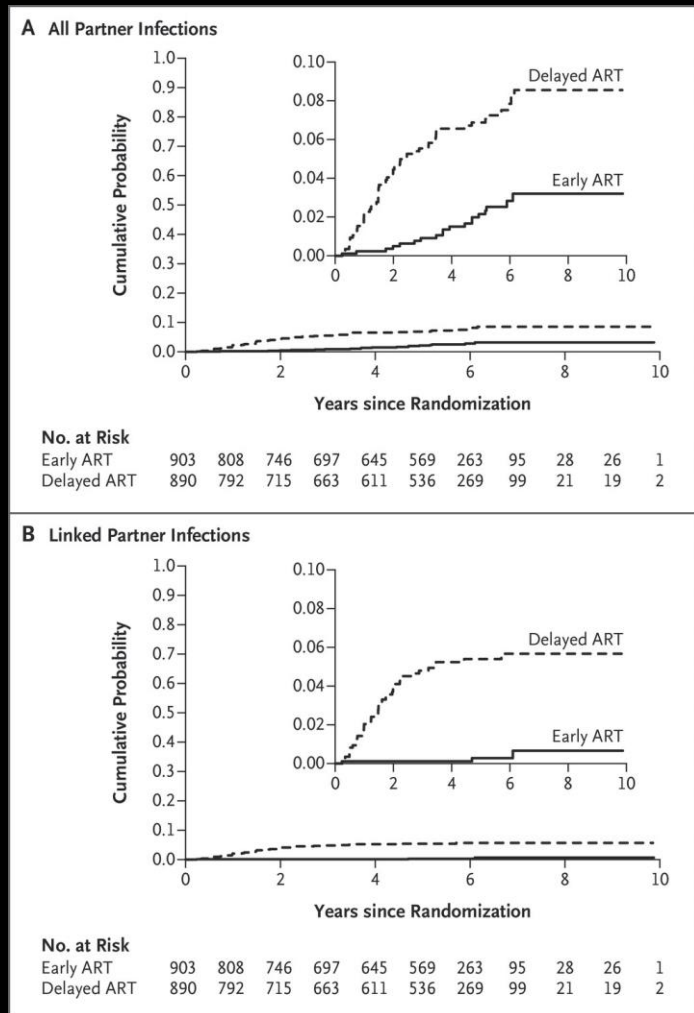 A All Partner Infections
Cumulative Probability
1.0
0.9
0.8
0.7
0.6
0.5
0.4
0.3
0.2
0.1
0.0
0 2 4 6 8 10
0.10
0.08
0.06
0.04
0.02
0.00
0 2 4 6 8 10
Delayed ART
Early ART
Years since Randomization
No. at Risk
Early ART 903 808 746 697 645 569 263 95 28 26 1
Delayed ART 890 792 715 663 611 536 269 99 21 19 2
B Linked Partner Infections
Cumulative Probability
1.0
0.9
0.8
0.7
0.6
0.5
0.4
0.3
0.2
0.1
0.0
0 2 4 6 8 10
0.10
0.08
0.06
0.04
0.02
0.00
0 2 4 6 8 10
Delayed ART
Early ART
Years since Randomization
No. at Risk
Early ART 903 808 746 697 645 569 263 95 28 26 1
Delayed ART 890 792 715 663 611 536 269 99 21 19 2